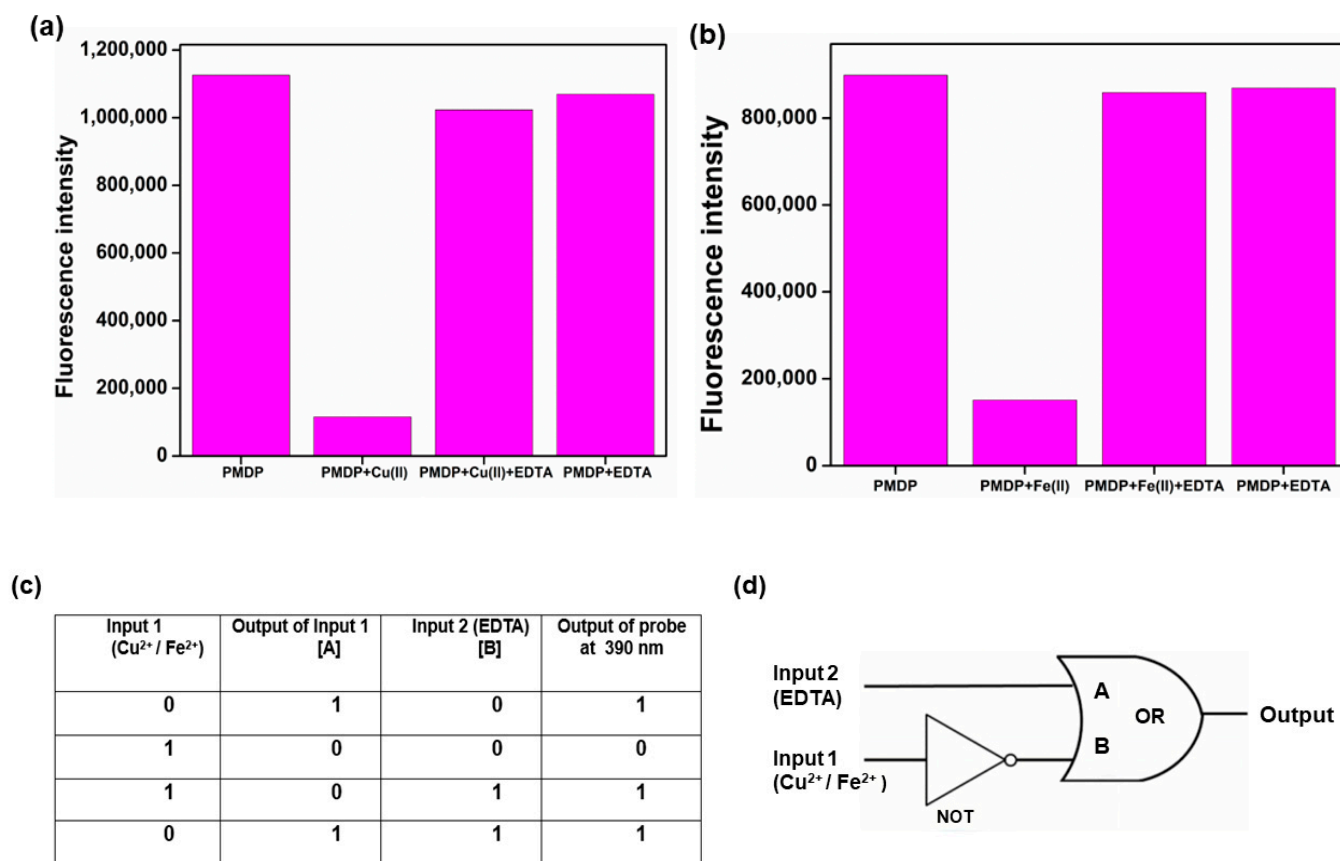 (a)
1,200,000
1,000,000
800,000
600,000
400,000
200,000
0
Fluorescence intensity
PMDP PMDP+Cu(II) PMDP+Cu(II)+EDTA PMDP+EDTA
(b)
800,000
600,000
400,000
200,000
0
Fluorescence intensity
PMDP PMDP+Fe(II) PMDP+Fe(II)+EDTA PMDP+EDTA
(c)
Input 1 Output of Input 1 Input 2 (EDTA) Output of probe
(Cu²⁺ / Fe²⁺) [A] [B] at 390 nm
0 1 0 1
1 0 0 0
1 0 1 1
0 1 1 1
(d)
Input 2
(EDTA)
A
OR
B
Output
Input 1
(Cu²⁺ / Fe²⁺ )
NOT